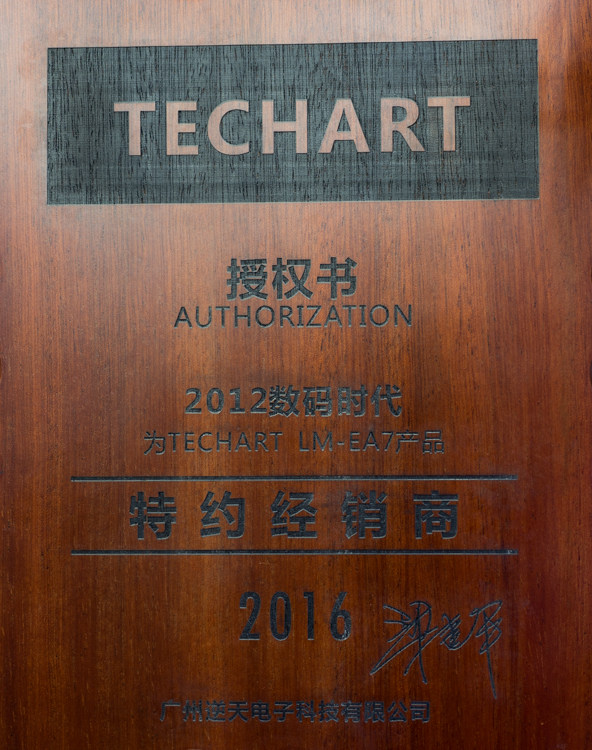 TECHART
授权书
AUTHORIZATION
2012数码时代
为TECHART LM-EA7产品
特约经销商
2016
广州逆天电子科技有限公司